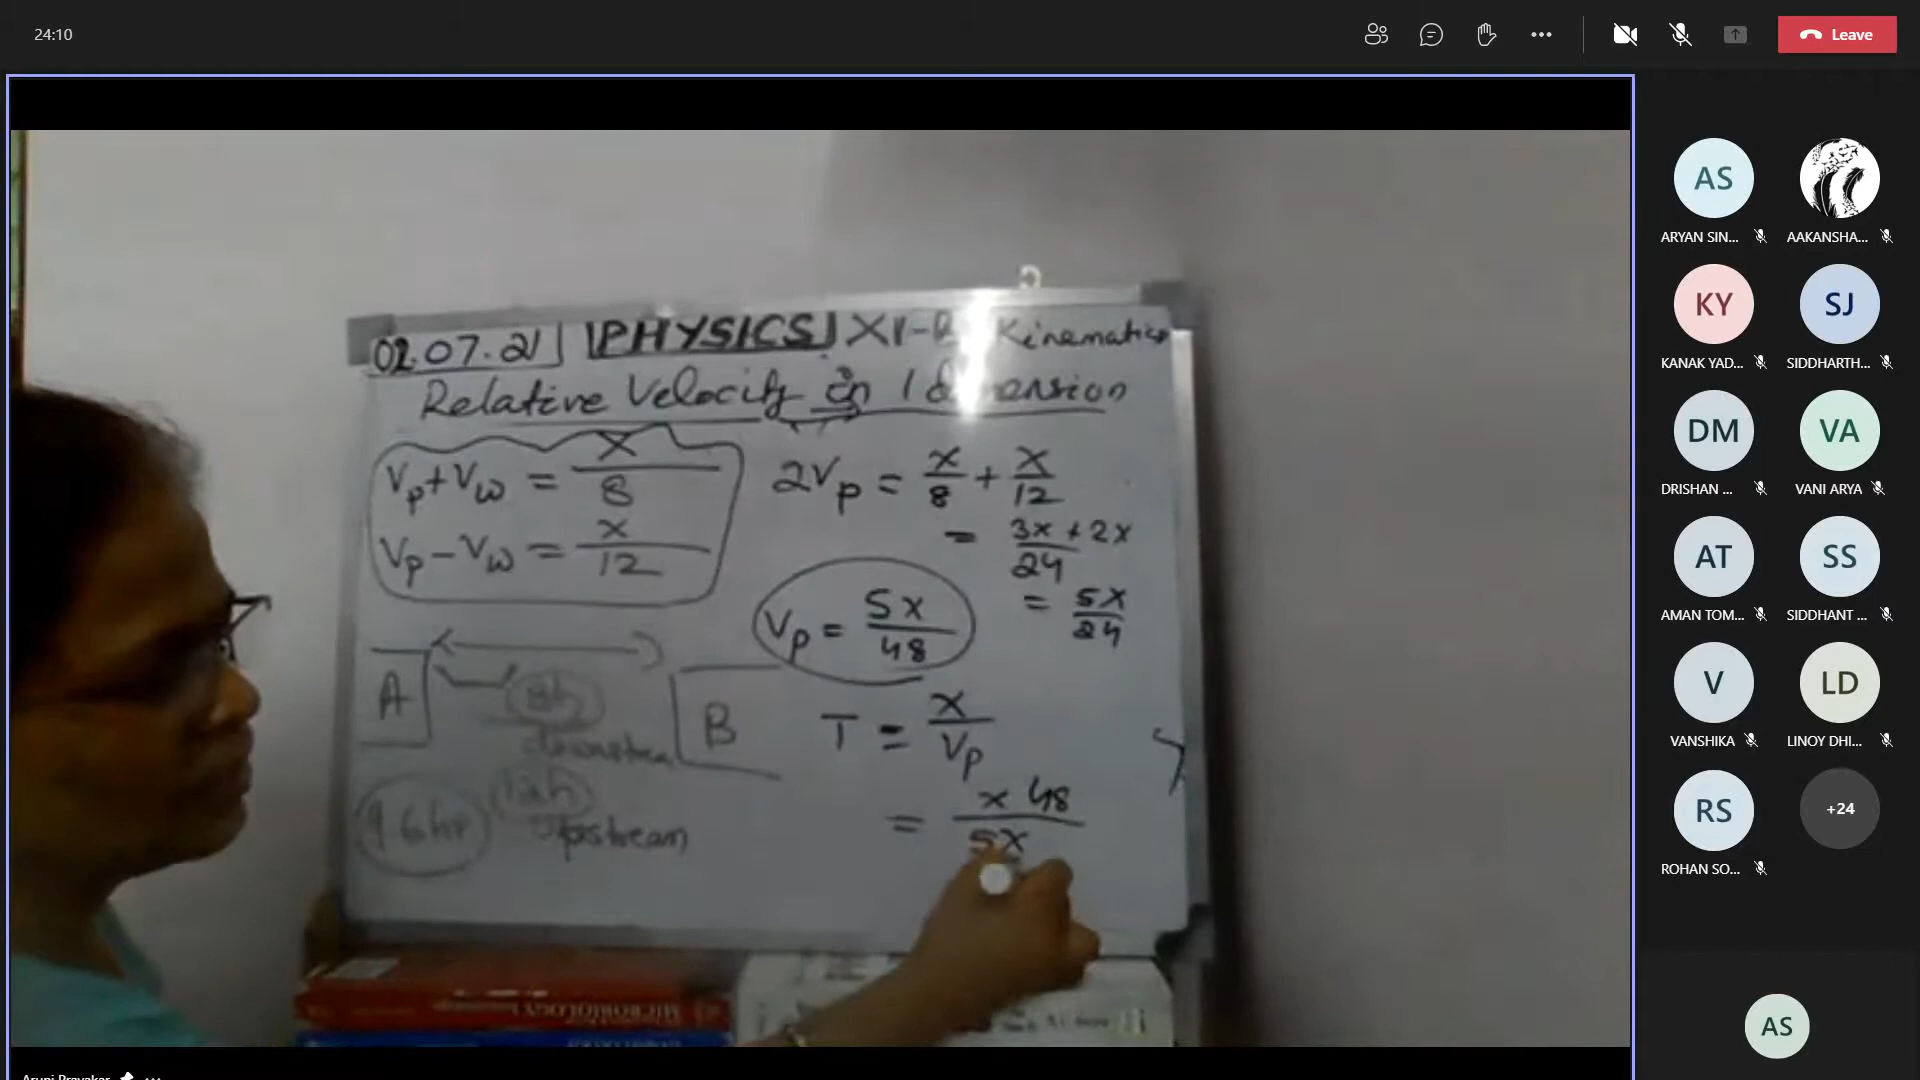 24:10
Leave
02.07.21 PHYSICS XI-B Kinematics
Relative Velocity in 1 dimension
Vp+Vw = x/8
Vp-Vw = x/12
2Vp = x/8 + x/12
= 3x+2x/24
= 5x/24
Vp = 5x/48
A
8h
B
12h
9.6hr
upstream
T = x/Vp
= x 48/5x
MICROBIOLOGY
AS
ARYAN SIN...
AAKANSHA...
KY
KANAK YAD...
SJ
SIDDHARTH...
DM
DRISHAN ...
VA
VANI ARYA
AT
AMAN TOM...
SS
SIDDHANT ...
V
VANSHIKA
LD
LINOY DHI...
RS
ROHAN SO...
+24
AS